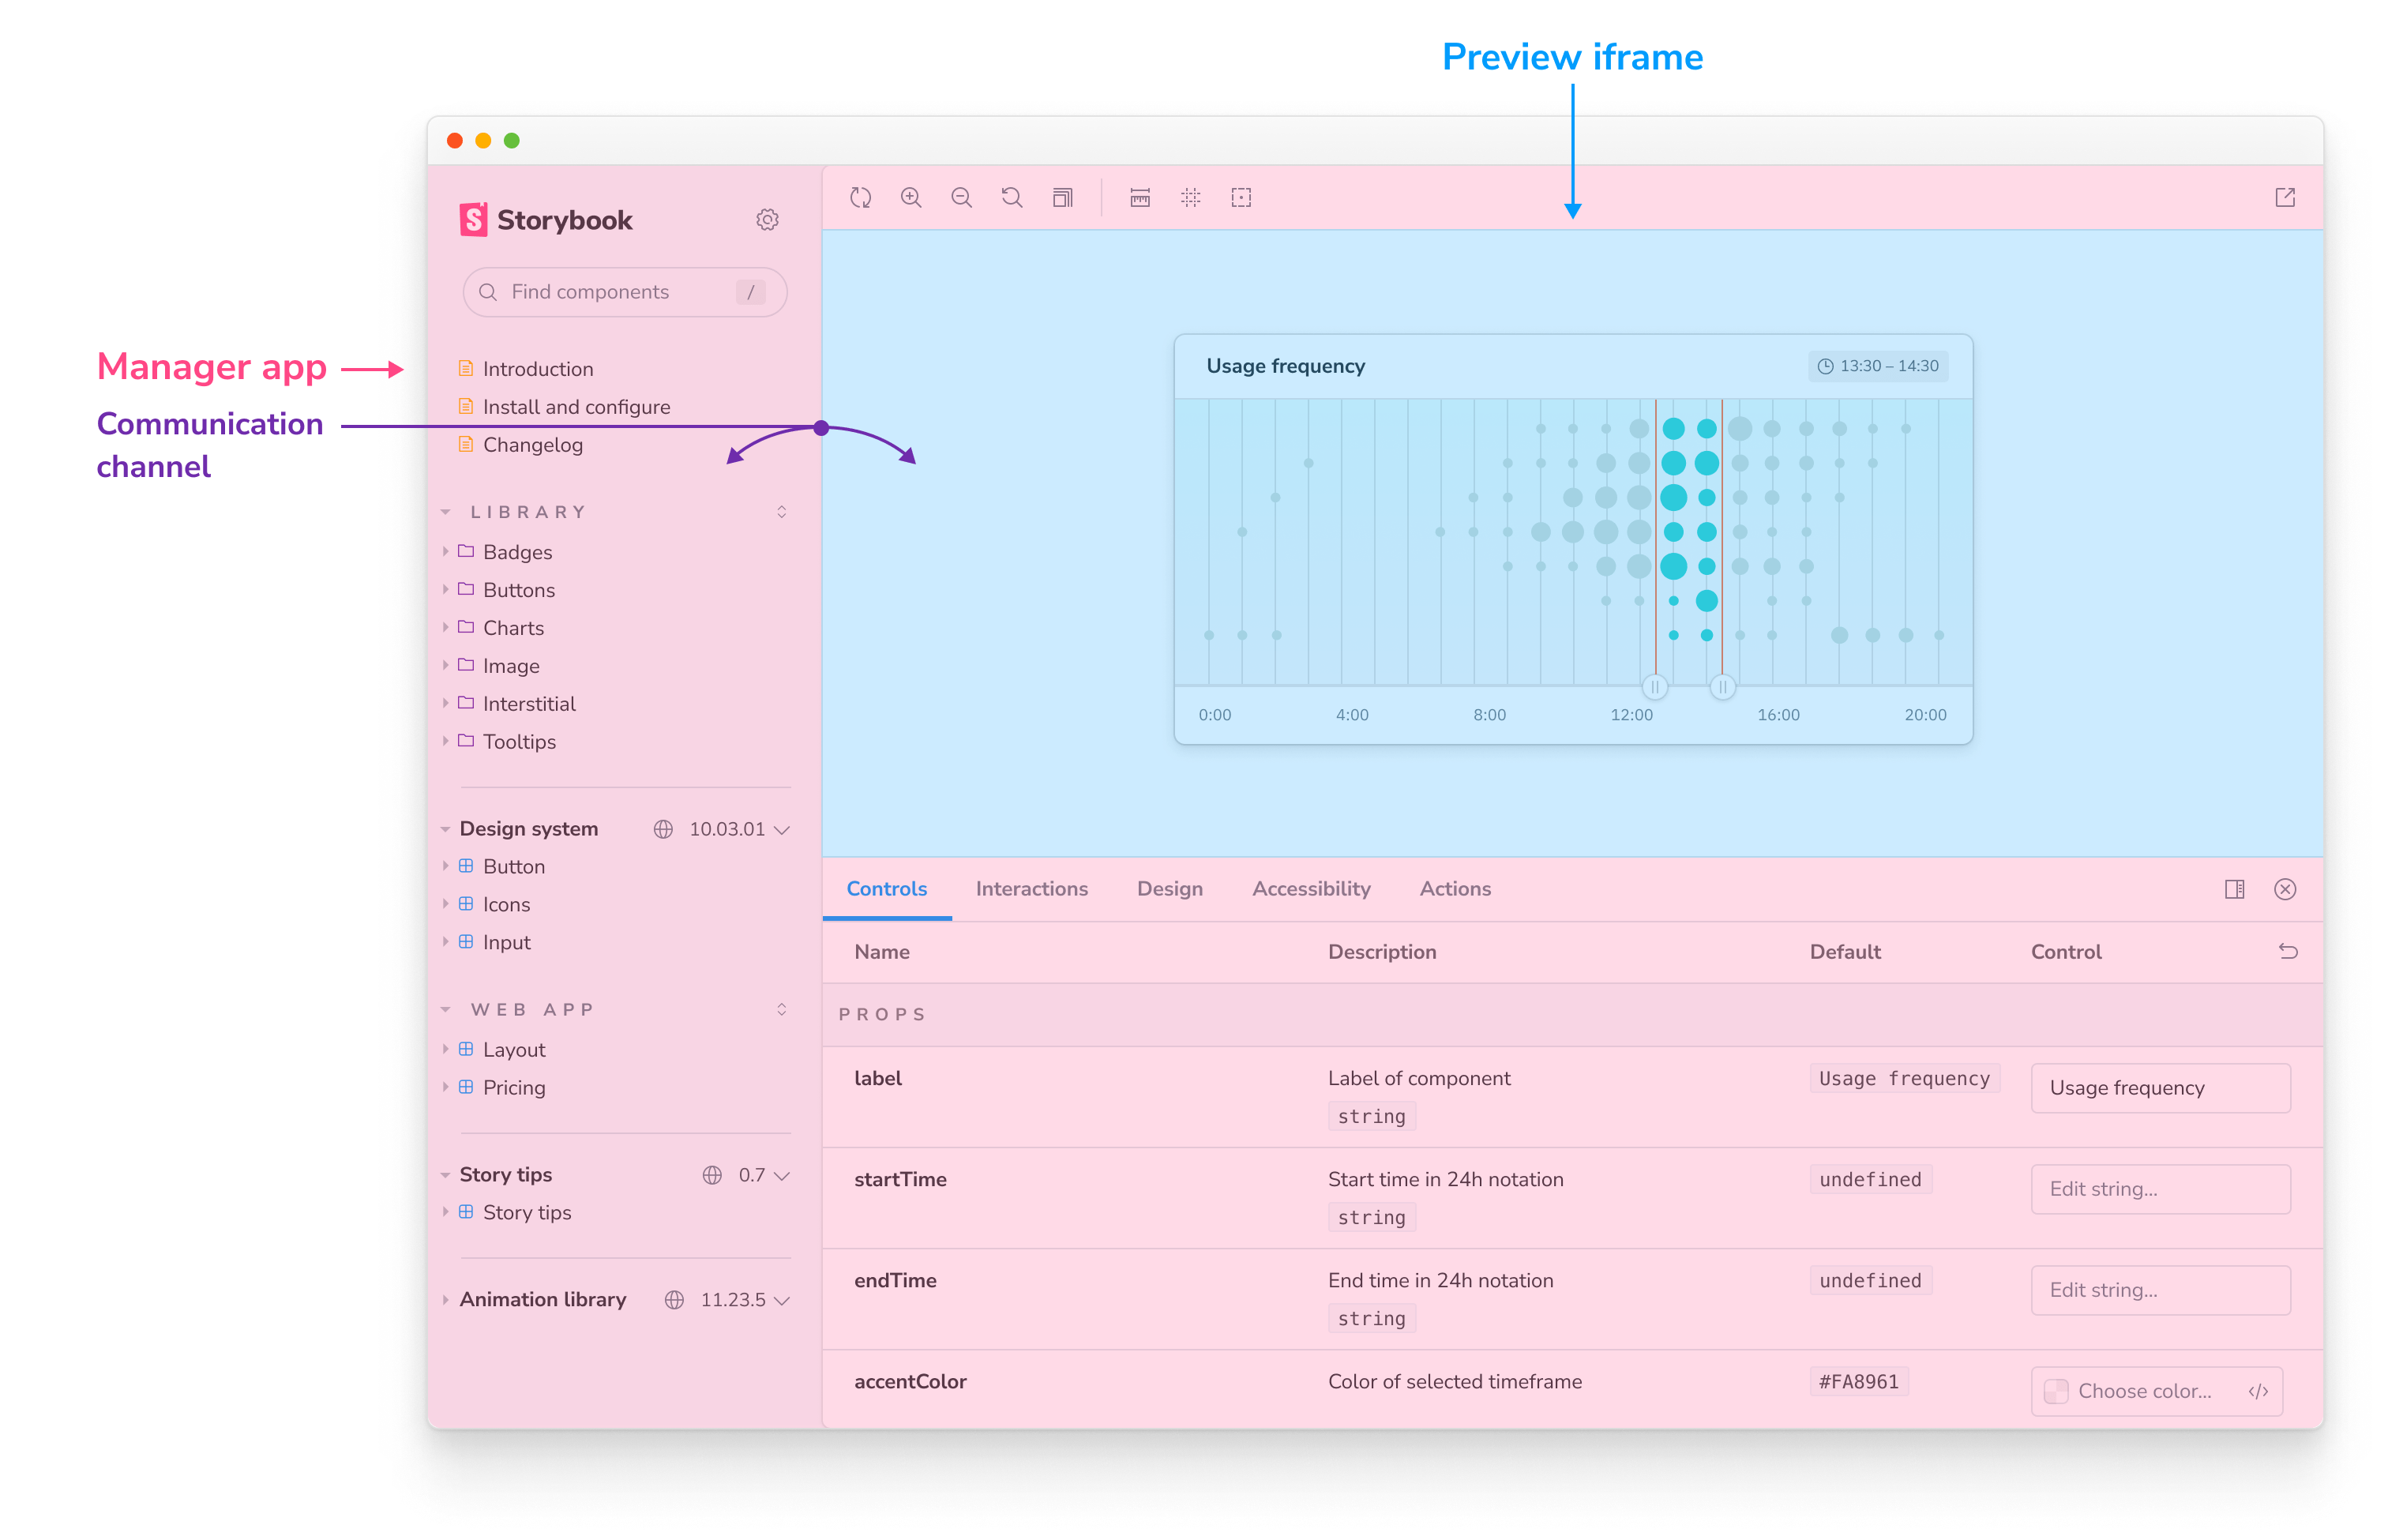 Preview iframe
Manager app
Communication
channel
Storybook
Find components
/
Introduction
Install and configure
Changelog
LIBRARY
Badges
Buttons
Charts
Image
Interstitial
Tooltips
Design system 10.03.01
Button
Icons
Input
WEB APP
Layout
Pricing
Story tips 0.7
Story tips
Animation library 11.23.5
Usage frequency 13:30 – 14:30
0:00 4:00 8:00 12:00 16:00 20:00
Controls Interactions Design Accessibility Actions
Name Description Default Control
PROPS
label Label of component Usage frequency Usage frequency
string
startTime Start time in 24h notation undefined Edit string...
string
endTime End time in 24h notation undefined Edit string...
string
accentColor Color of selected timeframe #FA8961 Choose color...